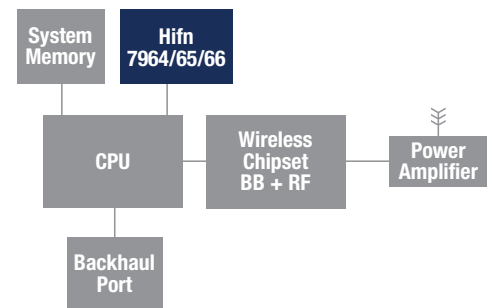 System
Memory
Hifn
7964/65/66
CPU
Wireless
Chipset
BB + RF
Power
Amplifier
Backhaul
Port